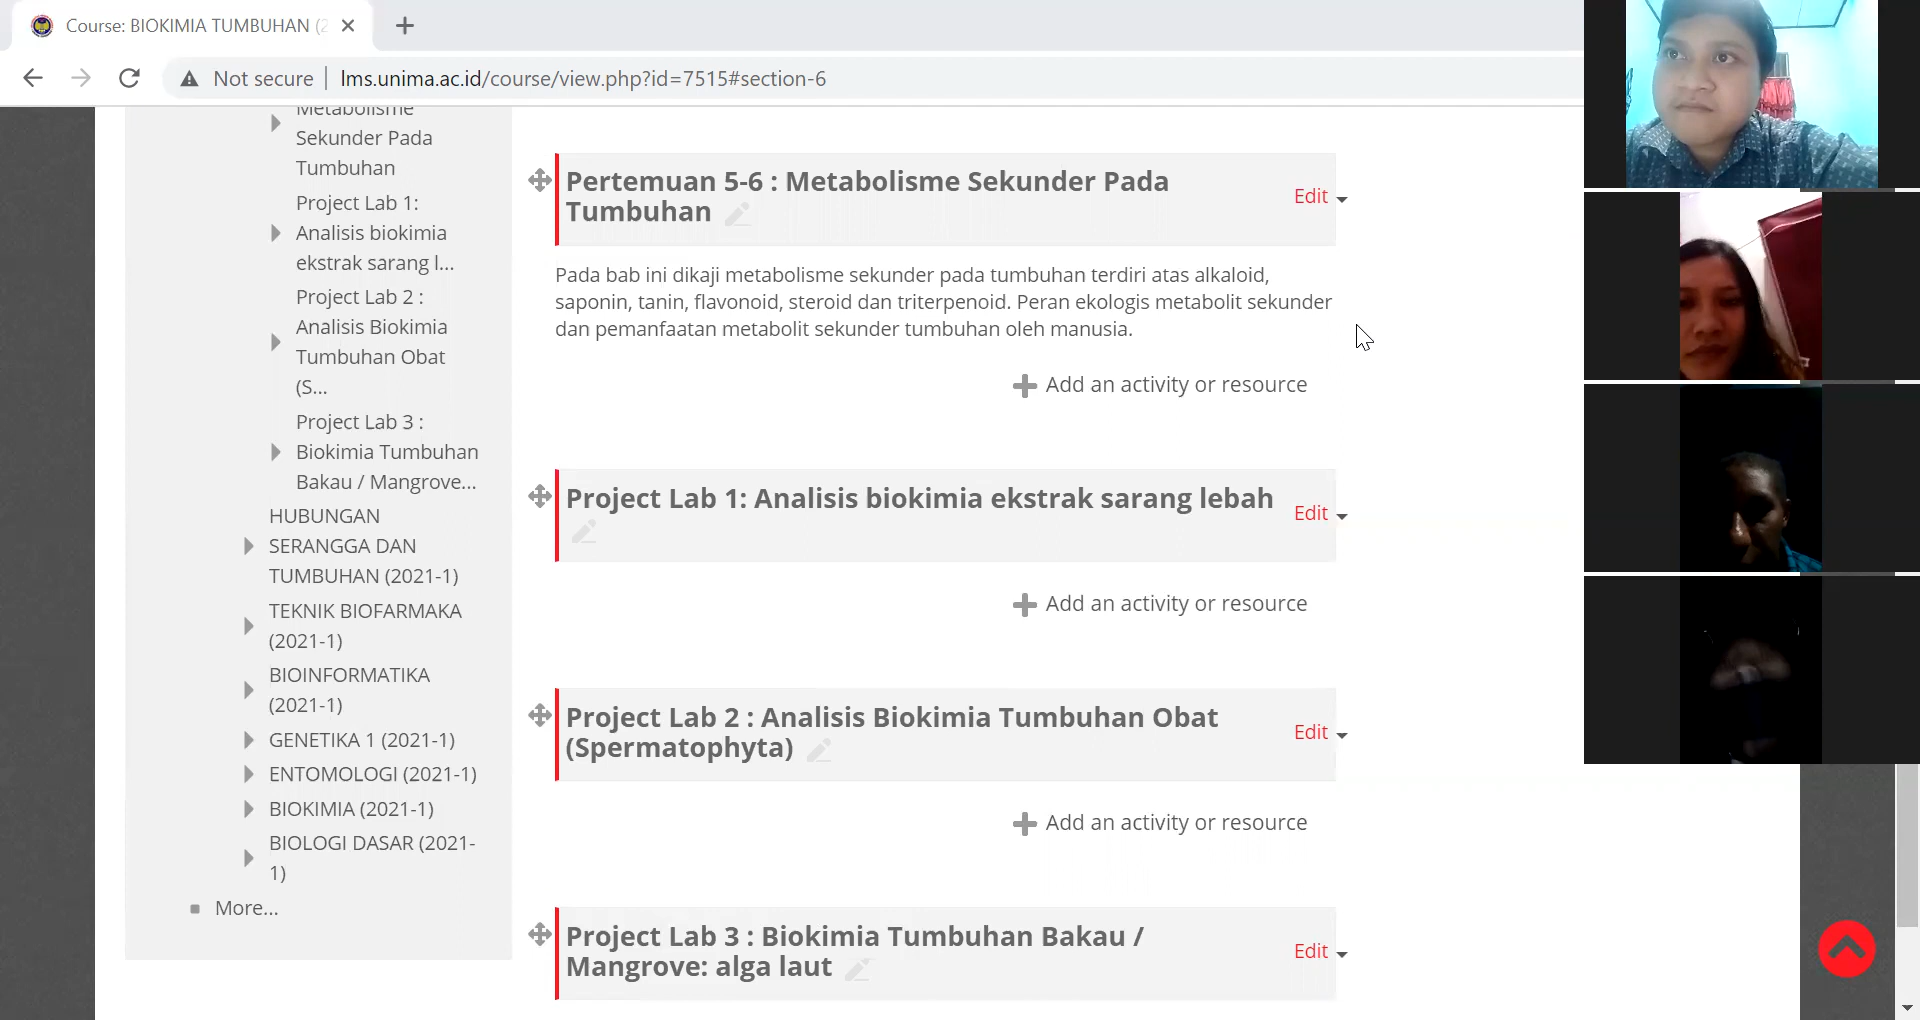 Course: BIOKIMIA TUMBUHAN (2
Not secure
lms.unima.ac.id/course/view.php?id=7515#section-6
Metabolisme
Sekunder Pada
Tumbuhan
Project Lab 1:
Analisis biokimia
ekstrak sarang l...
Project Lab 2 :
Analisis Biokimia
Tumbuhan Obat
(S...
Project Lab 3 :
Biokimia Tumbuhan
Bakau / Mangrove...
HUBUNGAN
SERANGGA DAN
TUMBUHAN (2021-1)
TEKNIK BIOFARMAKA
(2021-1)
BIOINFORMATIKA
(2021-1)
GENETIKA 1 (2021-1)
ENTOMOLOGI (2021-1)
BIOKIMIA (2021-1)
BIOLOGI DASAR (2021-
1)
More...
Pertemuan 5-6 : Metabolisme Sekunder Pada
Tumbuhan
Edit
Pada bab ini dikaji metabolisme sekunder pada tumbuhan terdiri atas alkaloid,
saponin, tanin, flavonoid, steroid dan triterpenoid. Peran ekologis metabolit sekunder
dan pemanfaatan metabolit sekunder tumbuhan oleh manusia.
Add an activity or resource
Project Lab 1: Analisis biokimia ekstrak sarang lebah
Edit
Add an activity or resource
Project Lab 2 : Analisis Biokimia Tumbuhan Obat
(Spermatophyta)
Edit
Add an activity or resource
Project Lab 3 : Biokimia Tumbuhan Bakau /
Mangrove: alga laut
Edit